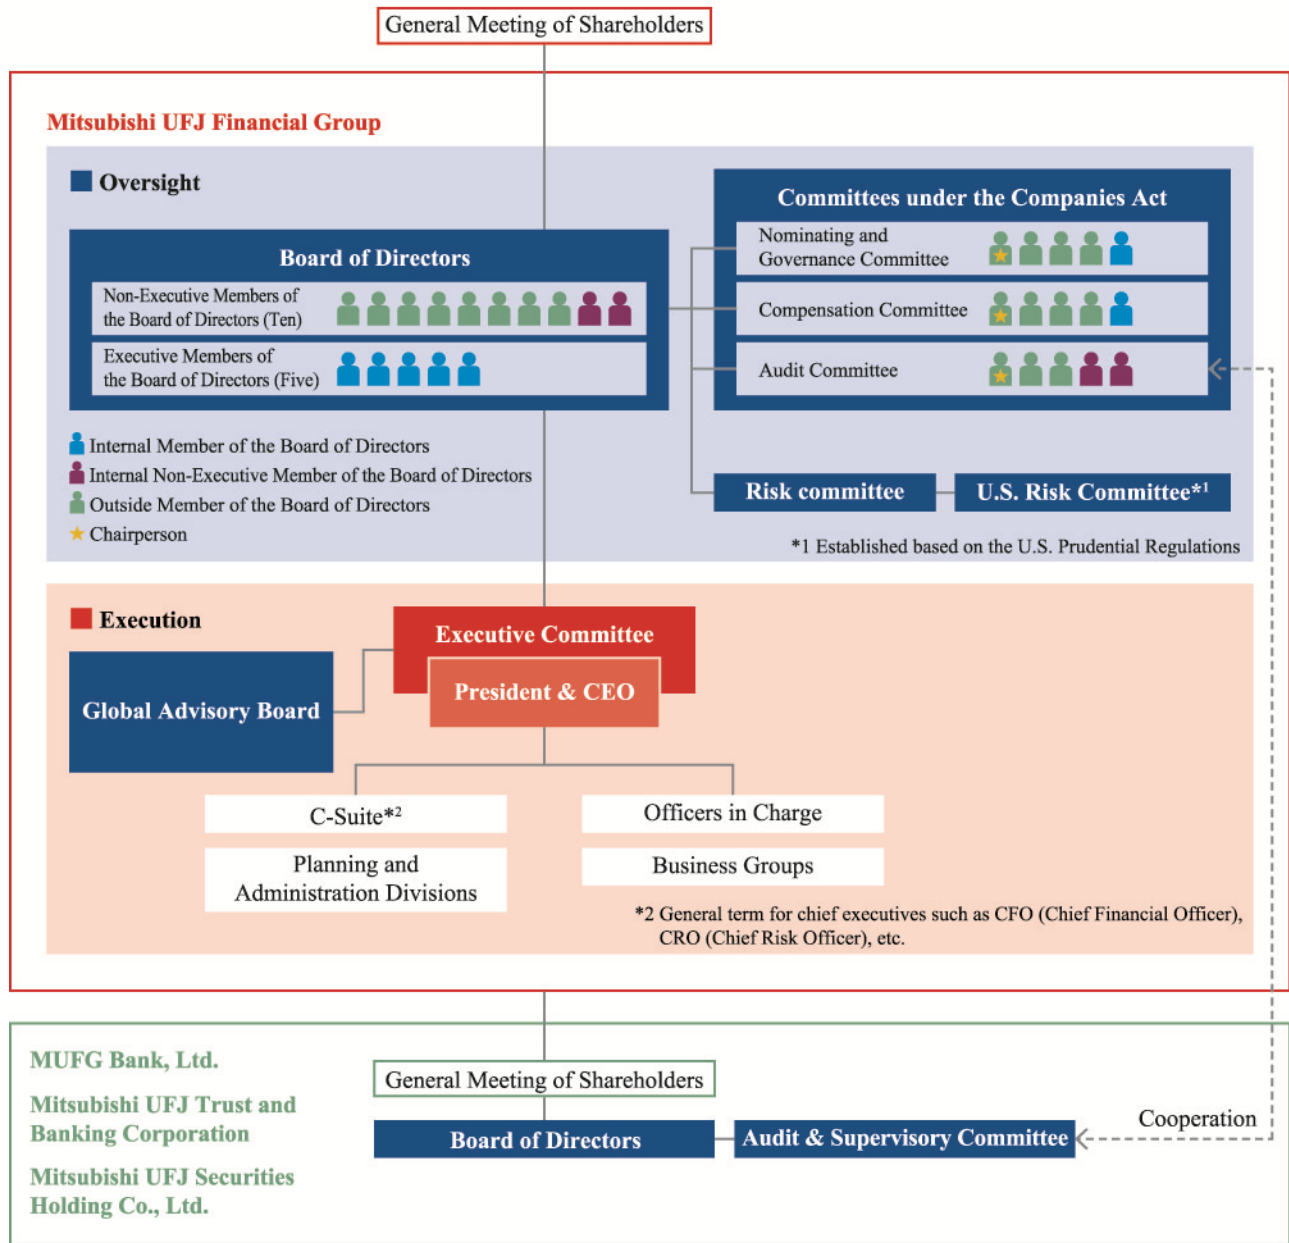 General Meeting of Shareholders
Mitsubishi UFJ Financial Group
Oversight
Board of Directors
Non-Executive Members of
the Board of Directors (Ten)
Executive Members of
the Board of Directors (Five)
Internal Member of the Board of Directors
Internal Non-Executive Member of the Board of Directors
Outside Member of the Board of Directors
Chairperson
Committees under the Companies Act
Nominating and
Governance Committee
Compensation Committee
Audit Committee
Risk committee
U.S. Risk Committee*1
*1 Established based on the U.S. Prudential Regulations
Execution
Executive Committee
President & CEO
Global Advisory Board
C-Suite*2
Officers in Charge
Planning and
Administration Divisions
Business Groups
*2 General term for chief executives such as CFO (Chief Financial Officer),
CRO (Chief Risk Officer), etc.
MUFG Bank, Ltd.
Mitsubishi UFJ Trust and
Banking Corporation
Mitsubishi UFJ Securities
Holding Co., Ltd.
General Meeting of Shareholders
Board of Directors
Audit & Supervisory Committee
Cooperation